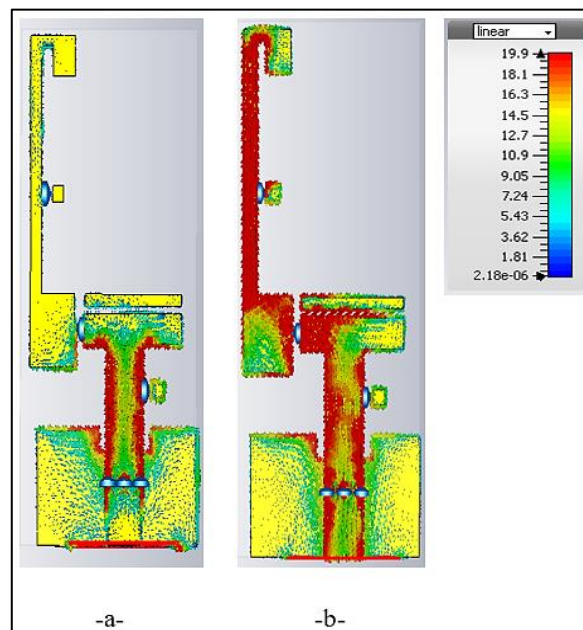 linear
19.9
18.1
16.3
14.5
12.7
10.9
9.05
7.24
5.43
3.62
1.81
2.18e-06
-a-
-b-